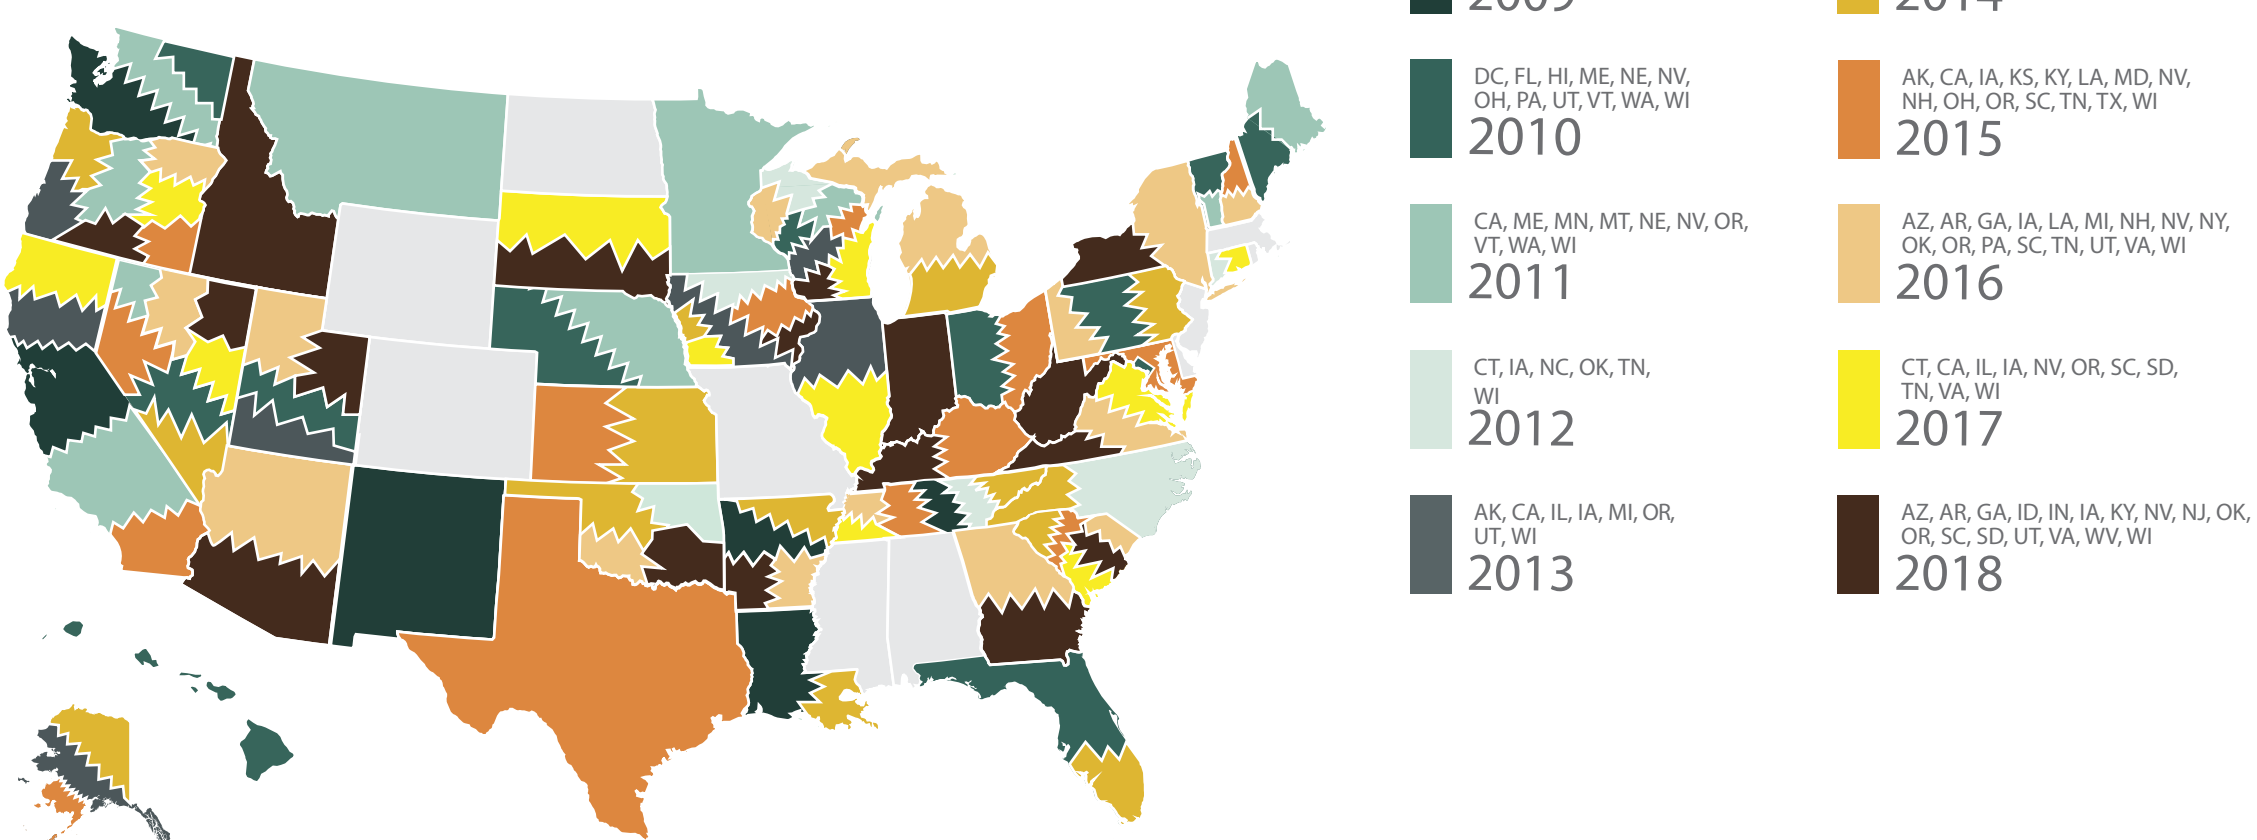 2009
DC, FL, HI, ME, NE, NV,
OH, PA, UT, VT, WA, WI
2010
CA, ME, MN, MT, NE, NV, OR,
VT, WA, WI
2011
CT, IA, NC, OK, TN,
WI
2012
AK, CA, IL, IA, MI, OR,
UT, WI
2013
2014
AK, CA, IA, KS, KY, LA, MD, NV,
NH, OH, OR, SC, TN, TX, WI
2015
AZ, AR, GA, IA, LA, MI, NH, NV, NY,
OK, OR, PA, SC, TN, UT, VA, WI
2016
CT, CA, IL, IA, NV, OR, SC, SD,
TN, VA, WI
2017
AZ, AR, GA, ID, IN, IA, KY, NV, NJ, OK,
OR, SC, SD, UT, VA, WV, WI
2018